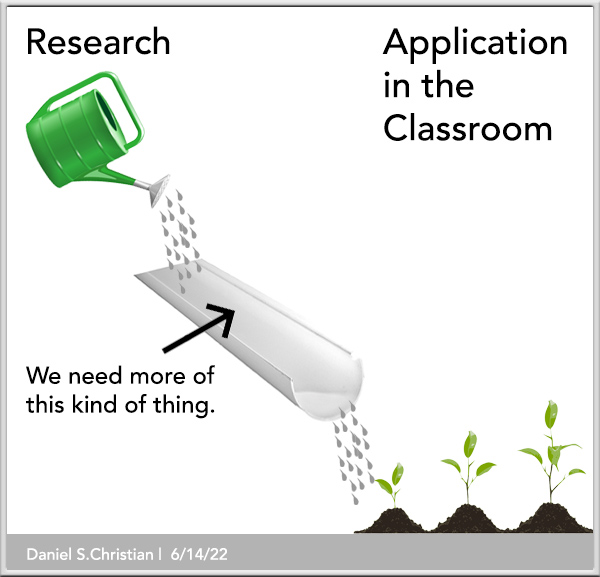 Research
Application
in the
Classroom
We need more of
this kind of thing.
Daniel S.Christian | 6/14/22